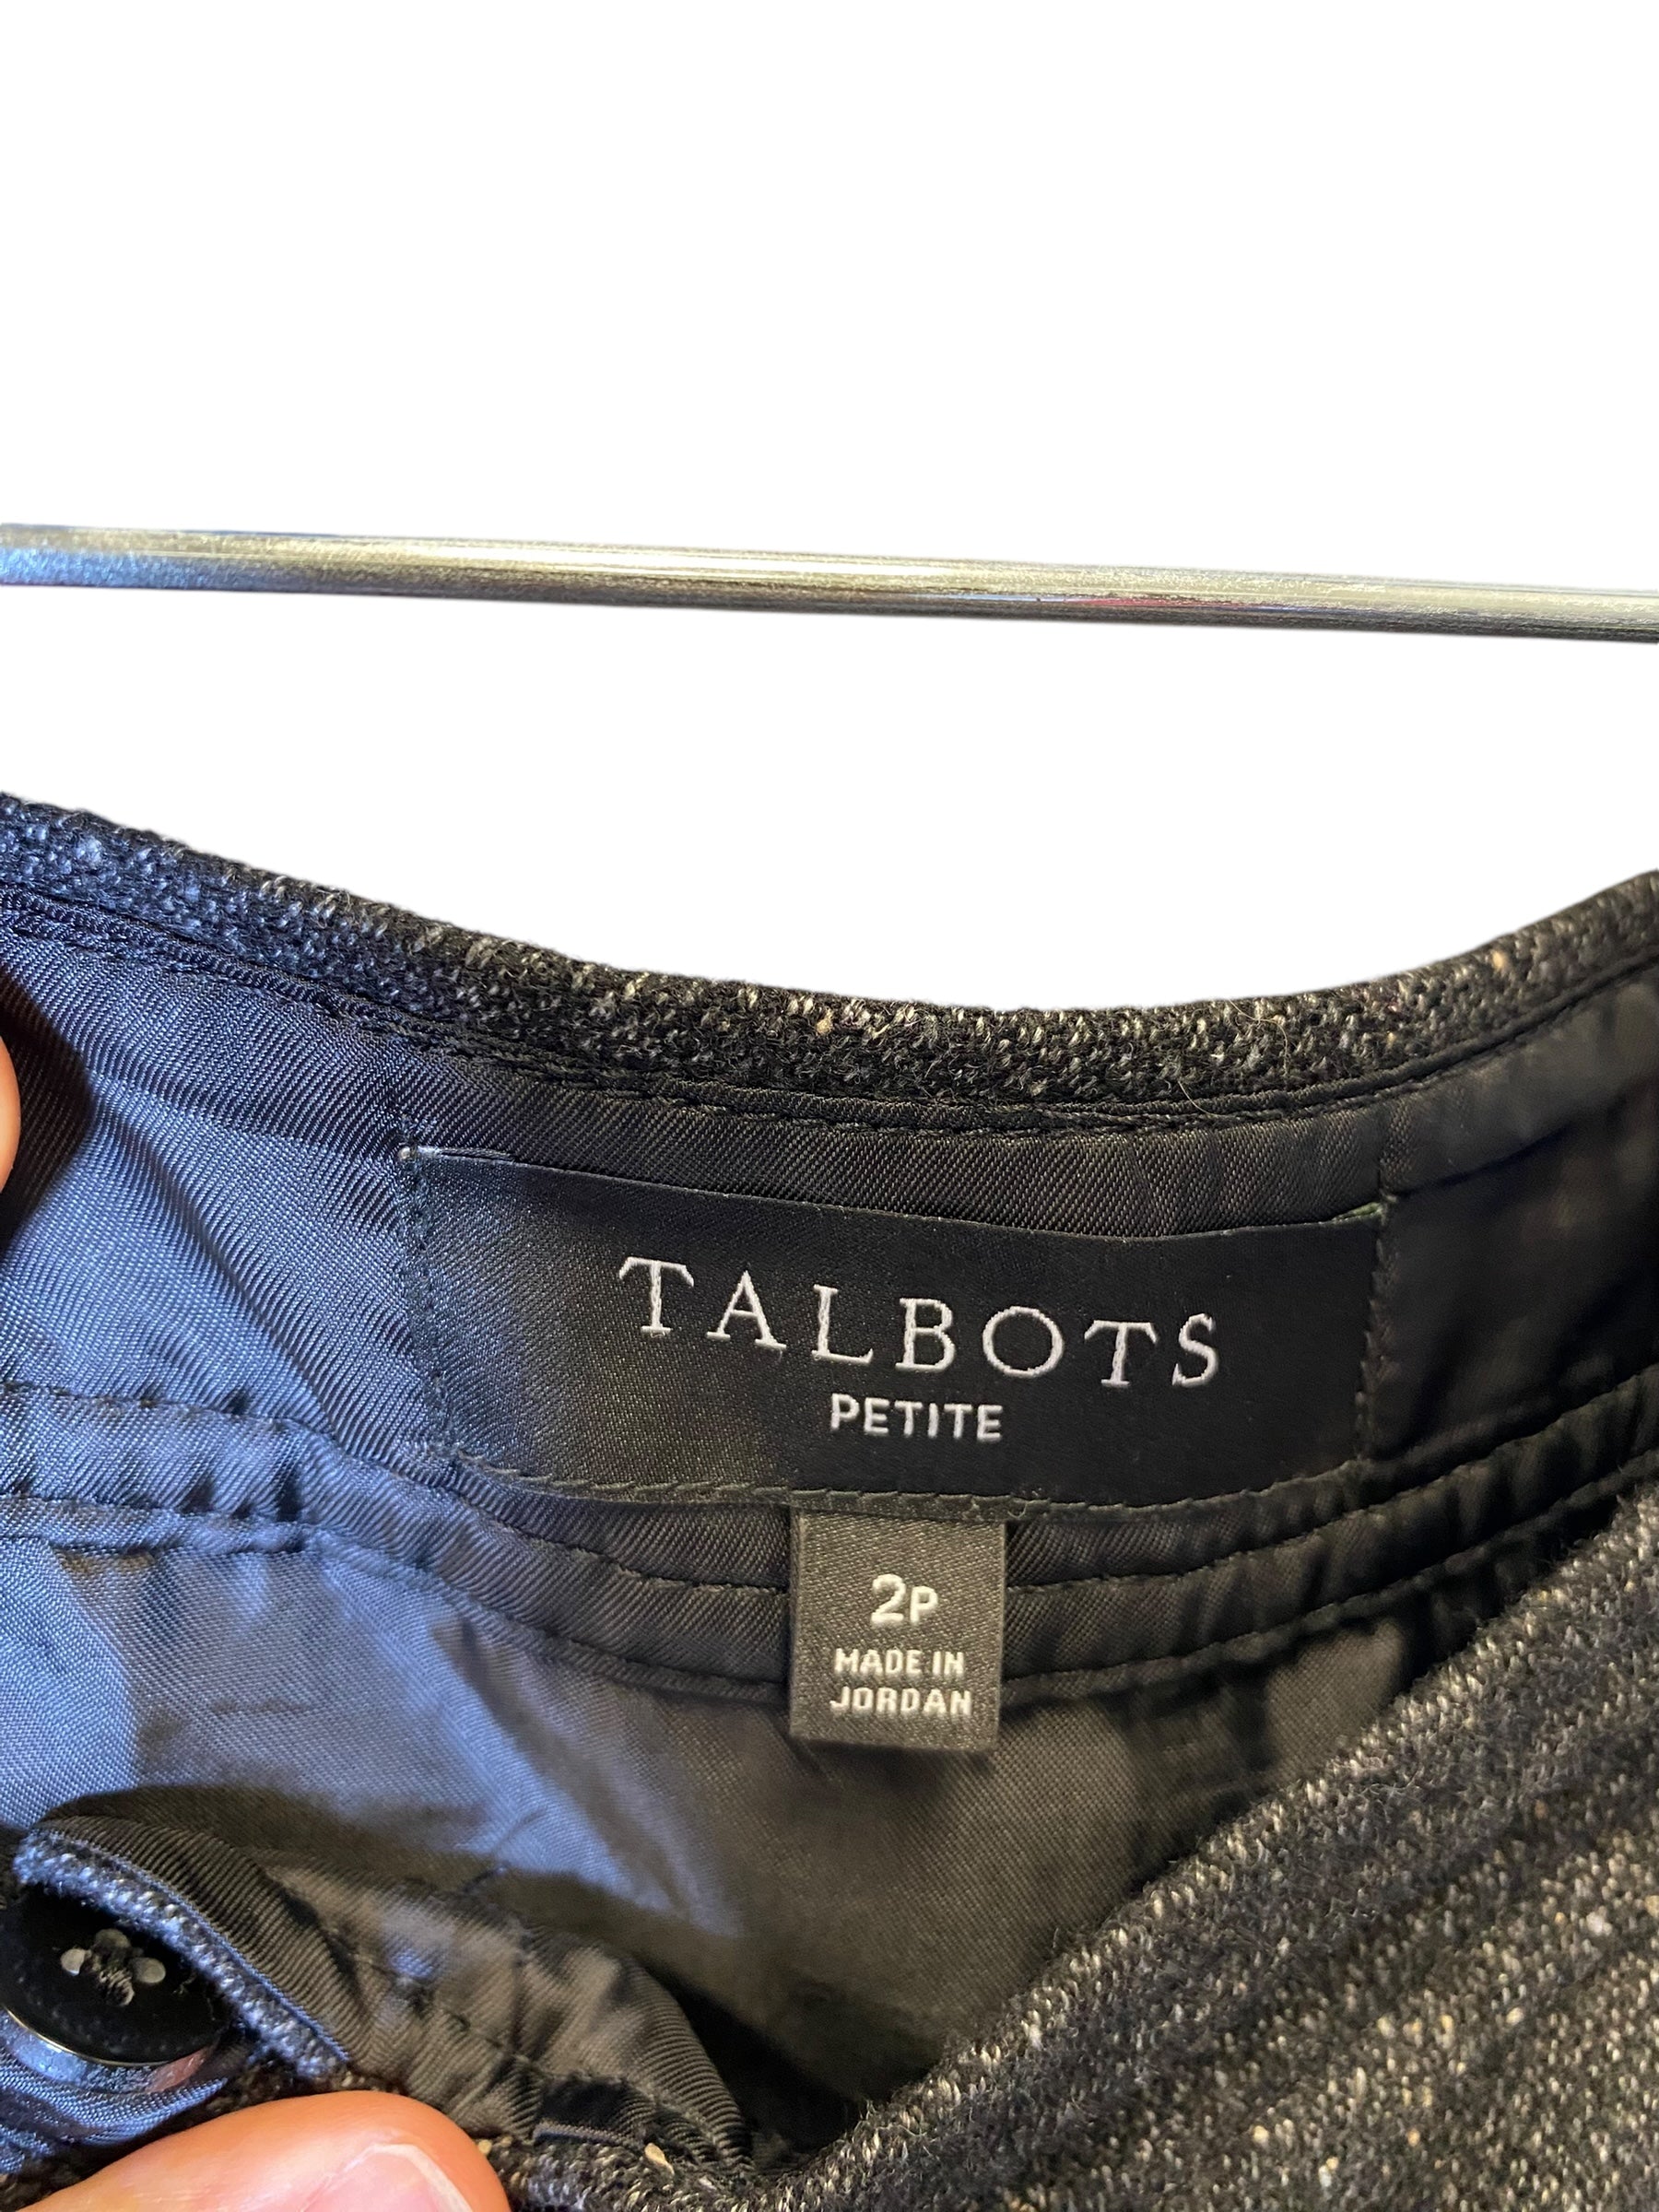 TALBOTS
PETITE
2P
MADE IN
JORDAN